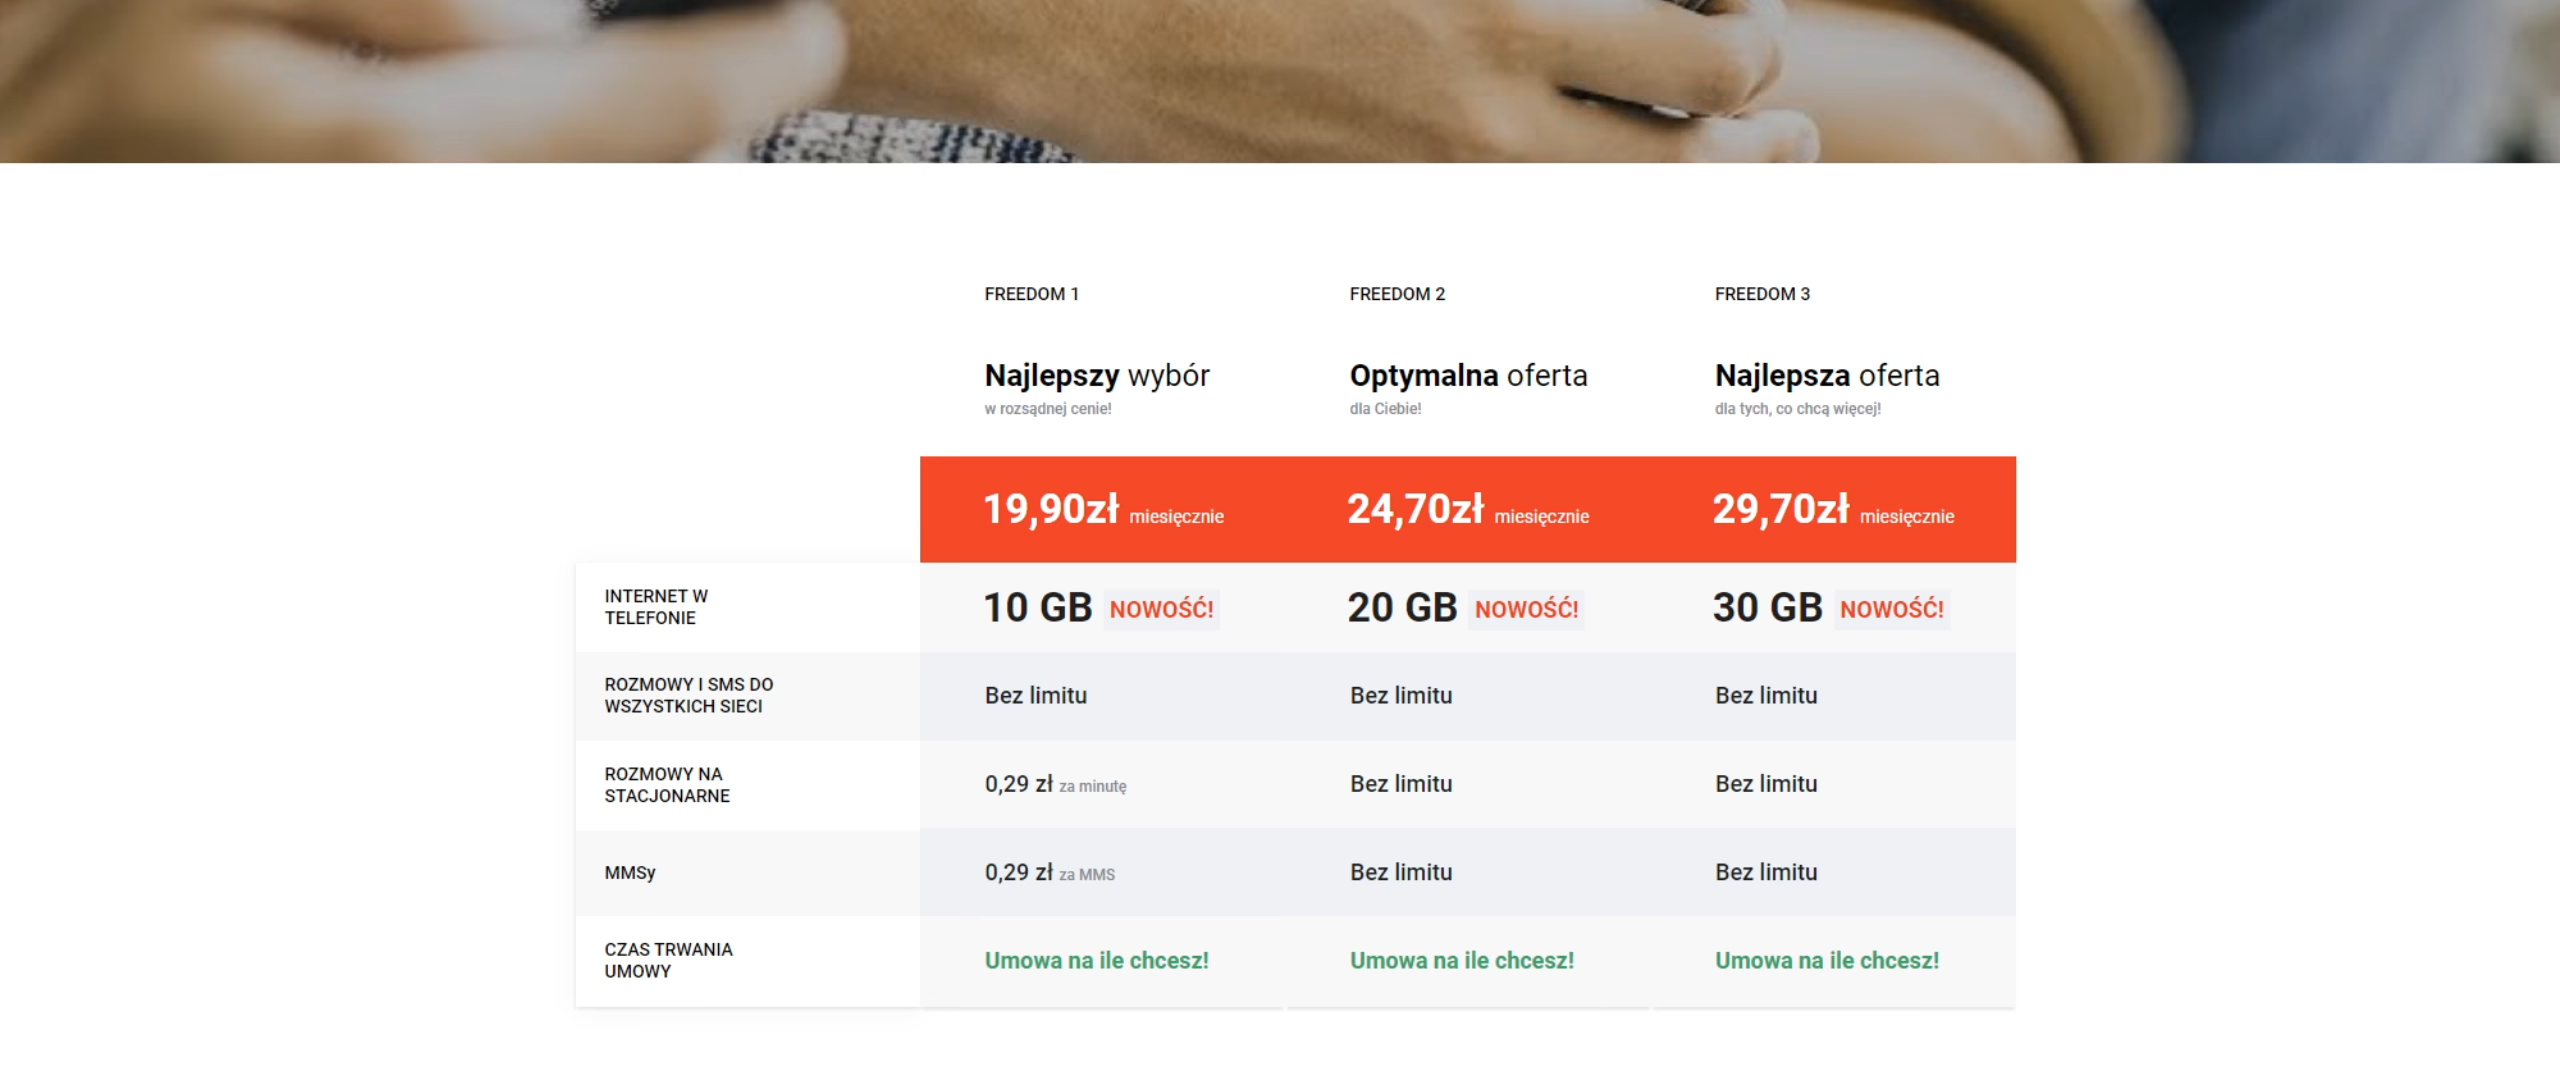 FREEDOM 1 FREEDOM 2 FREEDOM 3
Najlepszy wybór Optymalna oferta Najlepsza oferta
w rozsądnej cenie! dla Ciebie! dla tych, co chcą więcej!
19,90zł miesięcznie 24,70zł miesięcznie 29,70zł miesięcznie
INTERNET W
TELEFONIE
10 GB NOWOŚĆ! 20 GB NOWOŚĆ! 30 GB NOWOŚĆ!
ROZMOWY I SMS DO
WSZYSTKICH SIECI
Bez limitu Bez limitu Bez limitu
ROZMOWY NA
STACJONARNE
0,29 zł za minutę Bez limitu Bez limitu
MMSy 0,29 zł za MMS Bez limitu Bez limitu
CZAS TRWANIA
UMOWY
Umowa na ile chcesz! Umowa na ile chcesz! Umowa na ile chcesz!